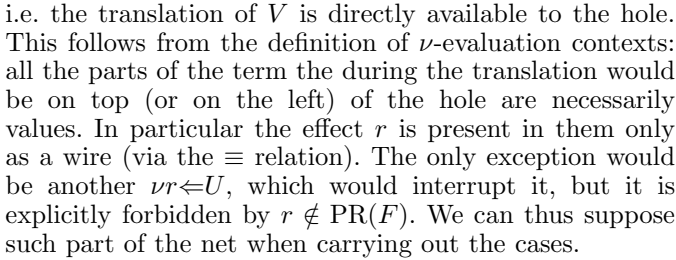 i.e. the translation of V is directly available to the hole.
This follows from the definition of ν-evaluation contexts:
all the parts of the term the during the translation would
be on top (or on the left) of the hole are necessarily
values. In particular the effect r is present in them only
as a wire (via the ≡ relation). The only exception would
be another νr⇐U, which would interrupt it, but it is
explicitly forbidden by r ∉ PR(F). We can thus suppose
such part of the net when carrying out the cases.